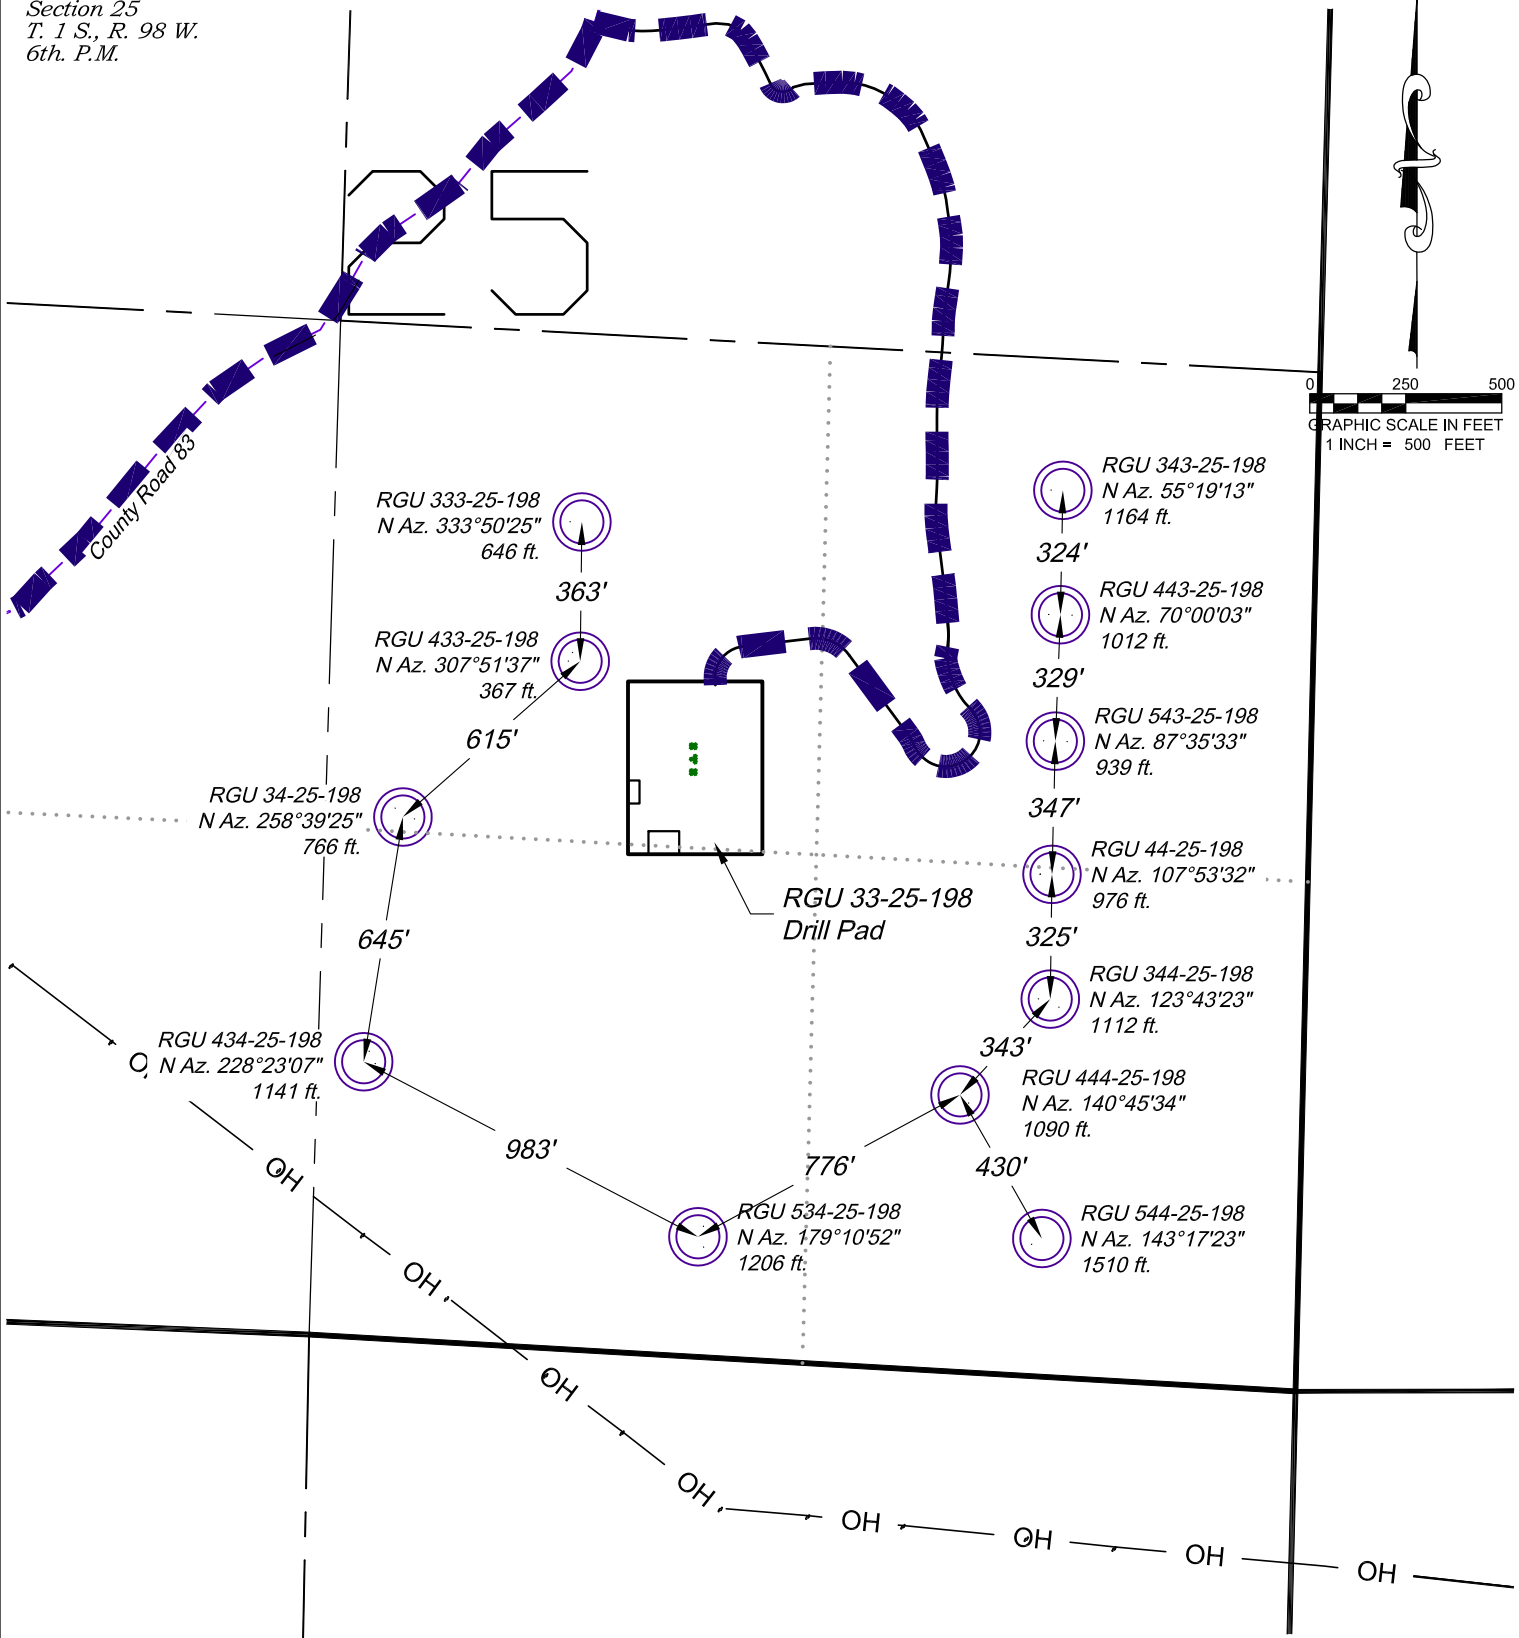 Section 25
T. 1 S., R. 98 W.
6th. P.M.
25
0 250 500
GRAPHIC SCALE IN FEET
1 INCH = 500 FEET
County Road 83
RGU 333-25-198
N Az. 333°50'25"
646 ft.
363'
RGU 433-25-198
N Az. 307°51'37"
367 ft.
615'
RGU 34-25-198
N Az. 258°39'25"
766 ft.
645'
RGU 434-25-198
N Az. 228°23'07"
1141 ft.
983'
RGU 33-25-198
Drill Pad
RGU 343-25-198
N Az. 55°19'13"
1164 ft.
324'
RGU 443-25-198
N Az. 70°00'03"
1012 ft.
329'
RGU 543-25-198
N Az. 87°35'33"
939 ft.
347'
RGU 44-25-198
N Az. 107°53'32"
976 ft.
325'
RGU 344-25-198
N Az. 123°43'23"
1112 ft.
343'
RGU 444-25-198
N Az. 140°45'34"
1090 ft.
776'
430'
RGU 534-25-198
N Az. 179°10'52"
1206 ft.
RGU 544-25-198
N Az. 143°17'23"
1510 ft.
OH
OH
OH
OH
OH
OH
OH
OH